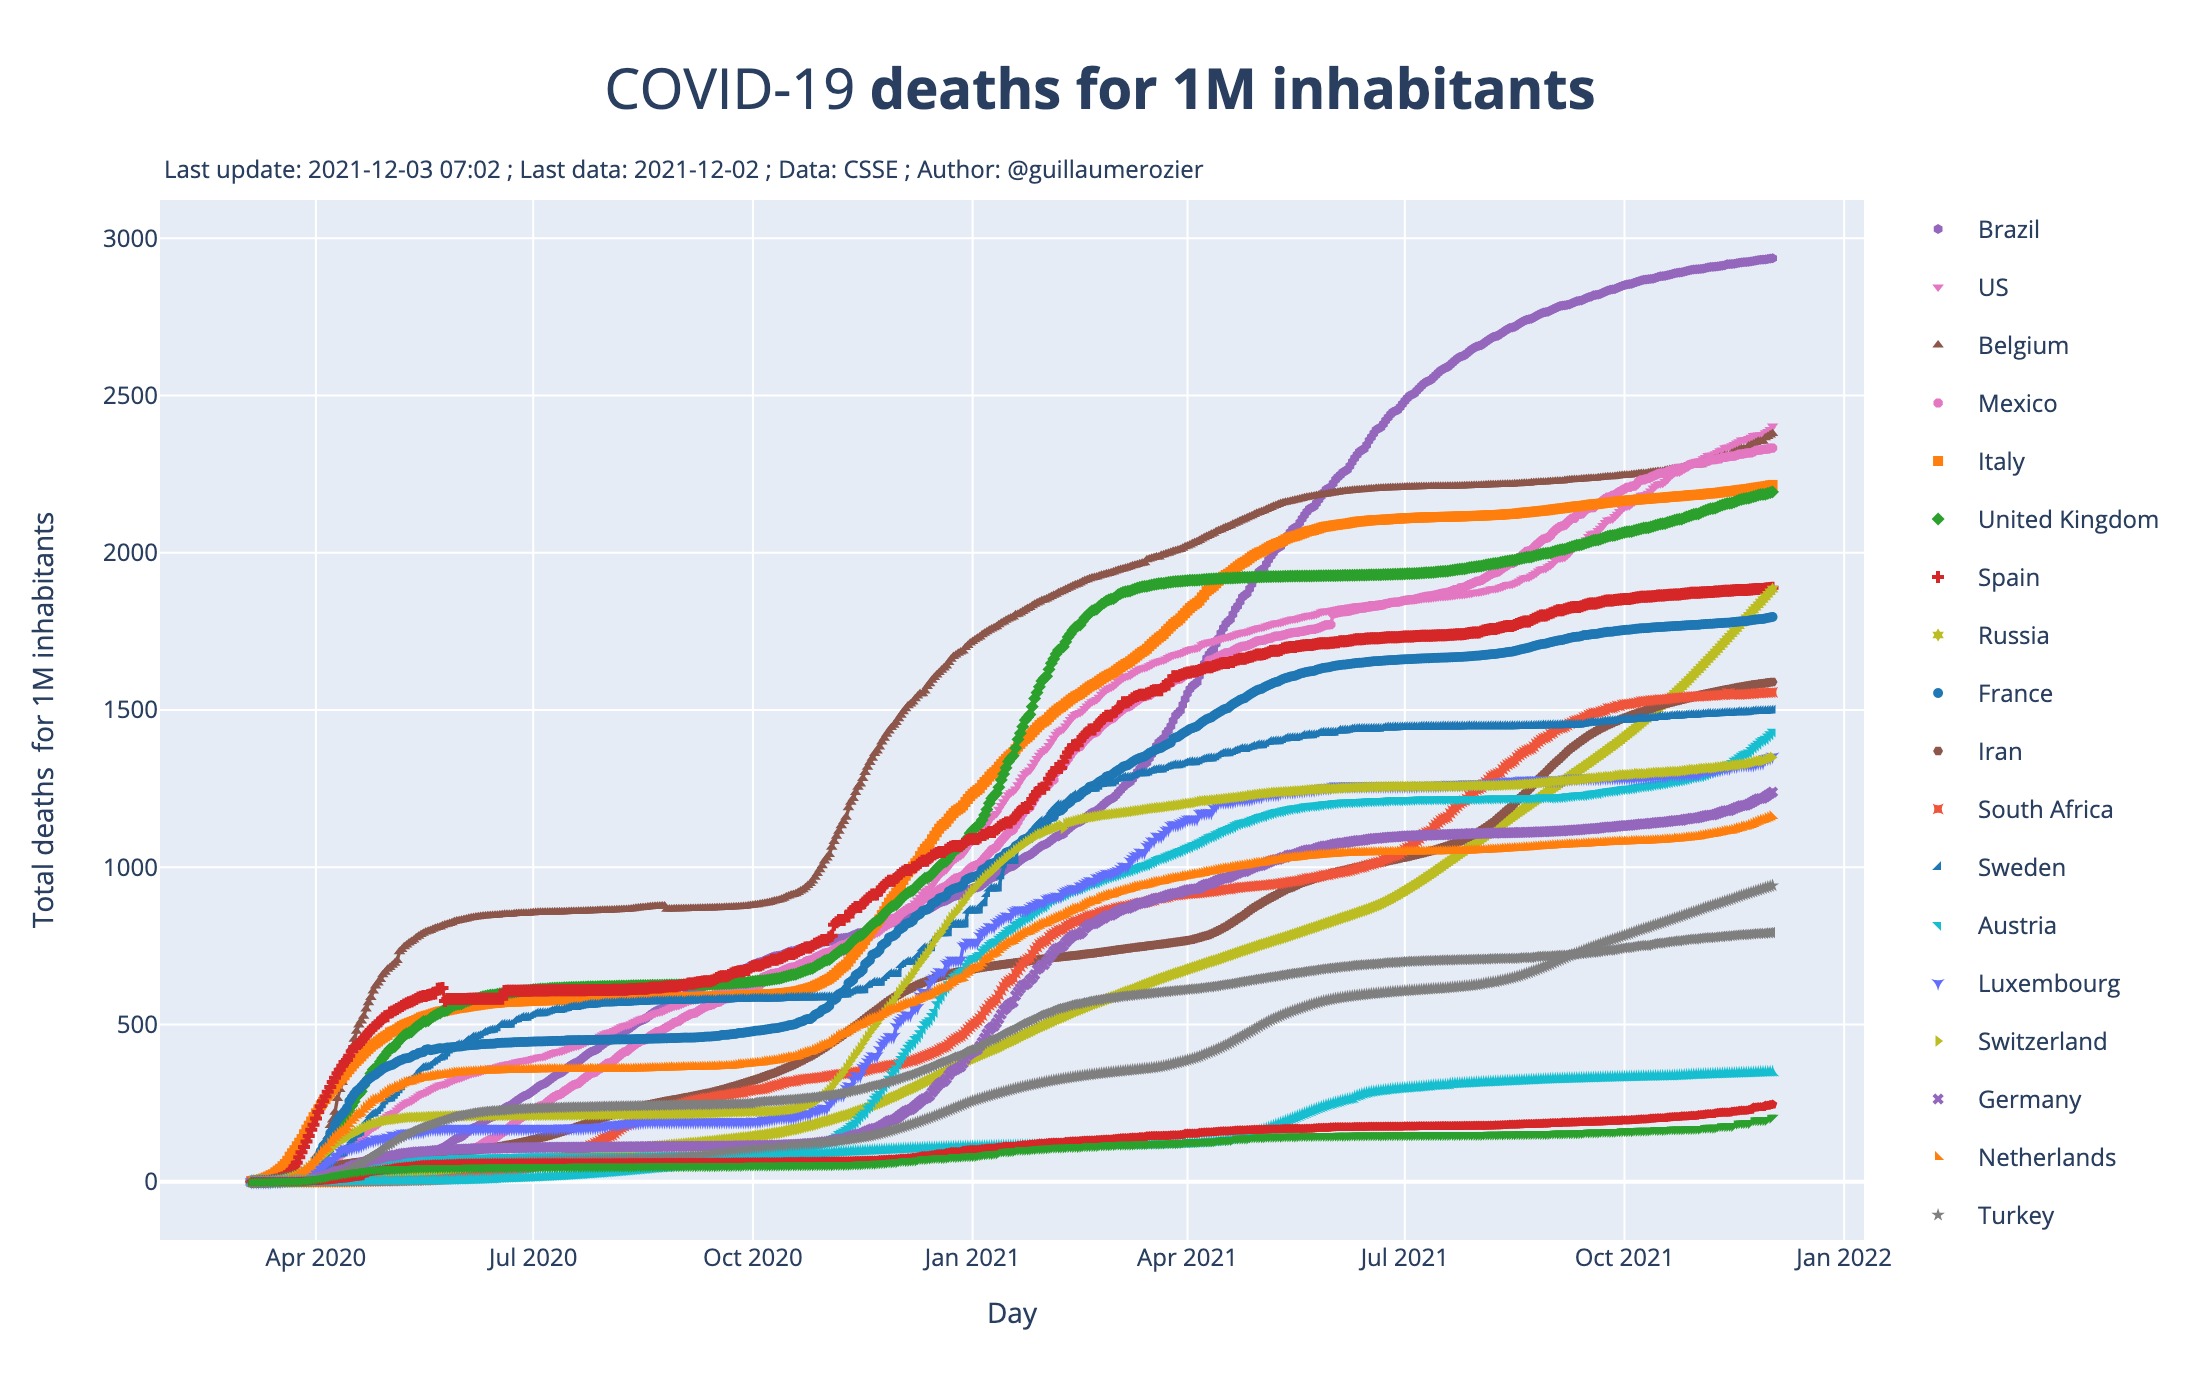 COVID-19 deaths for 1M inhabitants
Last update: 2021-12-03 07:02 ; Last data: 2021-12-02 ; Data: CSSE ; Author: @guillaumerozier
3000
2500
2000
1500
1000
500
0
Total deaths for 1M inhabitants
Apr 2020
Jul 2020
Oct 2020
Jan 2021
Apr 2021
Jul 2021
Oct 2021
Jan 2022
Day
Brazil
US
Belgium
Mexico
Italy
United Kingdom
Spain
Russia
France
Iran
South Africa
Sweden
Austria
Luxembourg
Switzerland
Germany
Netherlands
Turkey